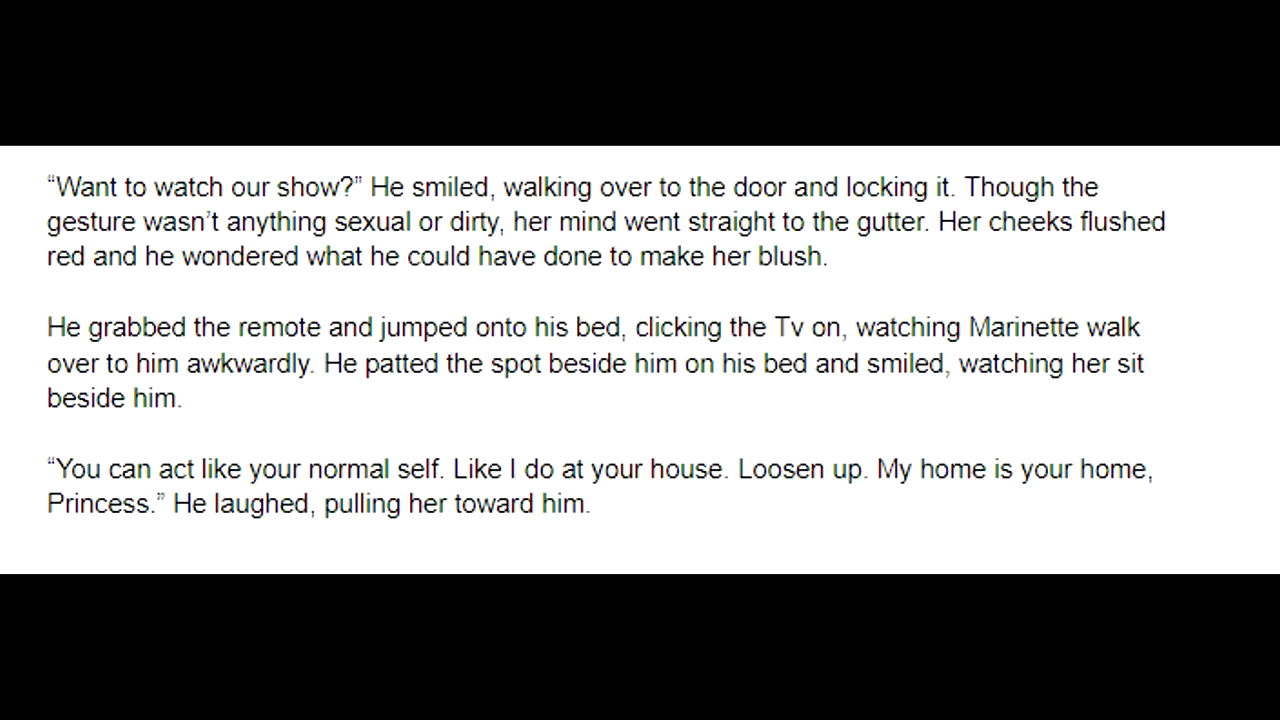 “Want to watch our show?” He smiled, walking over to the door and locking it. Though the
gesture wasn’t anything sexual or dirty, her mind went straight to the gutter. Her cheeks flushed
red and he wondered what he could have done to make her blush.
He grabbed the remote and jumped onto his bed, clicking the Tv on, watching Marinette walk
over to him awkwardly. He patted the spot beside him on his bed and smiled, watching her sit
beside him.
“You can act like your normal self. Like I do at your house. Loosen up. My home is your home,
Princess.” He laughed, pulling her toward him.